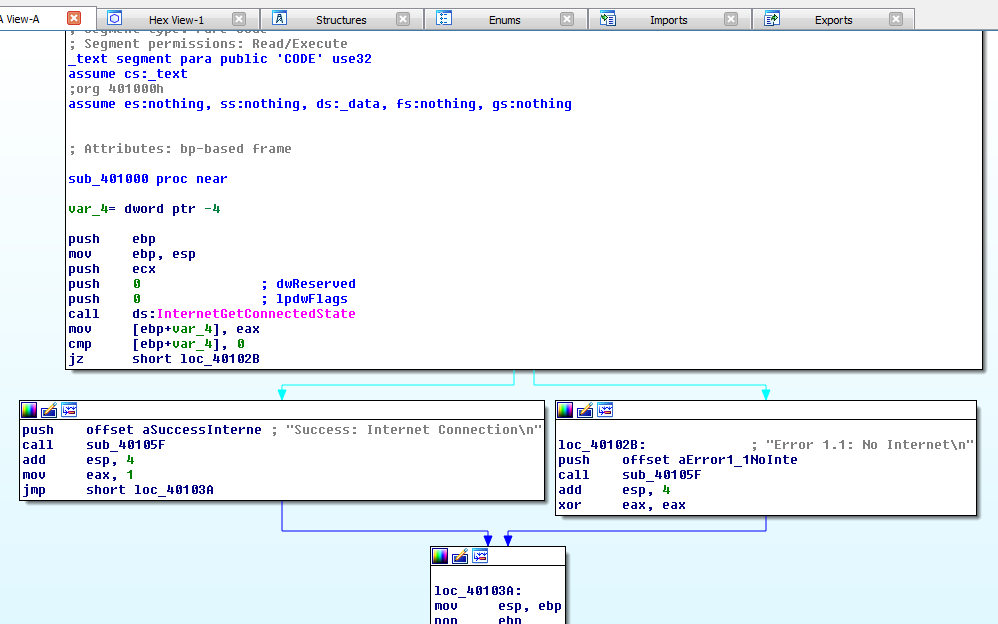 A View-A Hex View-1 Structures Enums Imports Exports
; Segment type: Pure code
; Segment permissions: Read/Execute
_text segment para public 'CODE' use32
assume cs:_text
;org 401000h
assume es:nothing, ss:nothing, ds:_data, fs:nothing, gs:nothing
; Attributes: bp-based frame
sub_401000 proc near
var_4= dword ptr -4
push ebp
mov ebp, esp
push ecx
push 0 ; dwReserved
push 0 ; lpdwFlags
call ds:InternetGetConnectedState
mov [ebp+var_4], eax
cmp [ebp+var_4], 0
jz short loc_40102B
push offset aSuccessInterne ; "Success: Internet Connection\n"
call sub_40105F
add esp, 4
mov eax, 1
jmp short loc_40103A
loc_40102B: ; "Error 1.1: No Internet\n"
push offset aError1_1NoInte
call sub_40105F
add esp, 4
xor eax, eax
loc_40103A:
mov esp, ebp
pop ebp